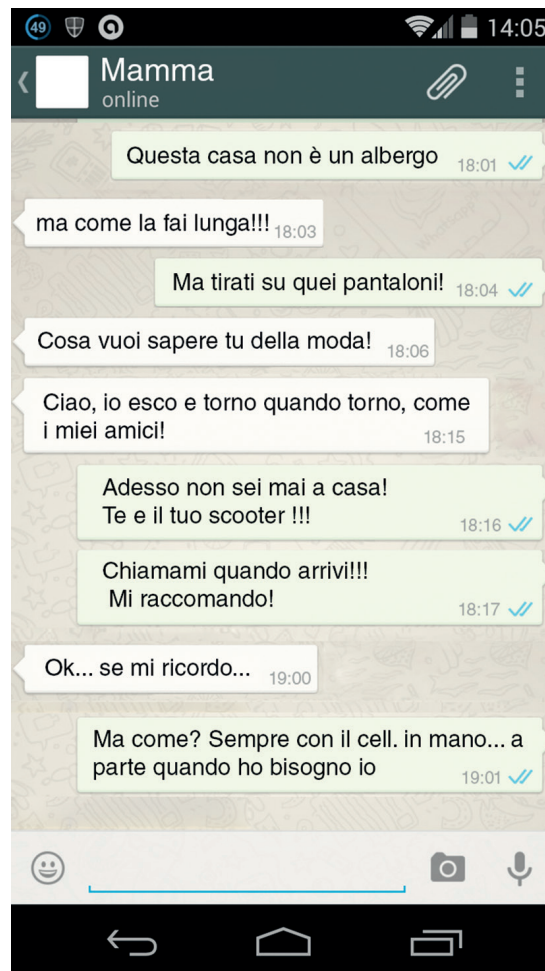 49 14:05
Mamma
online
Questa casa non è un albergo 18:01
ma come la fai lunga!!! 18:03
Ma tirati su quei pantaloni! 18:04
Cosa vuoi sapere tu della moda! 18:06
Ciao, io esco e torno quando torno, come
i miei amici! 18:15
Adesso non sei mai a casa!
Te e il tuo scooter !!! 18:16
Chiamami quando arrivi!!!
Mi raccomando! 18:17
Ok... se mi ricordo... 19:00
Ma come? Sempre con il cell. in mano... a
parte quando ho bisogno io 19:01